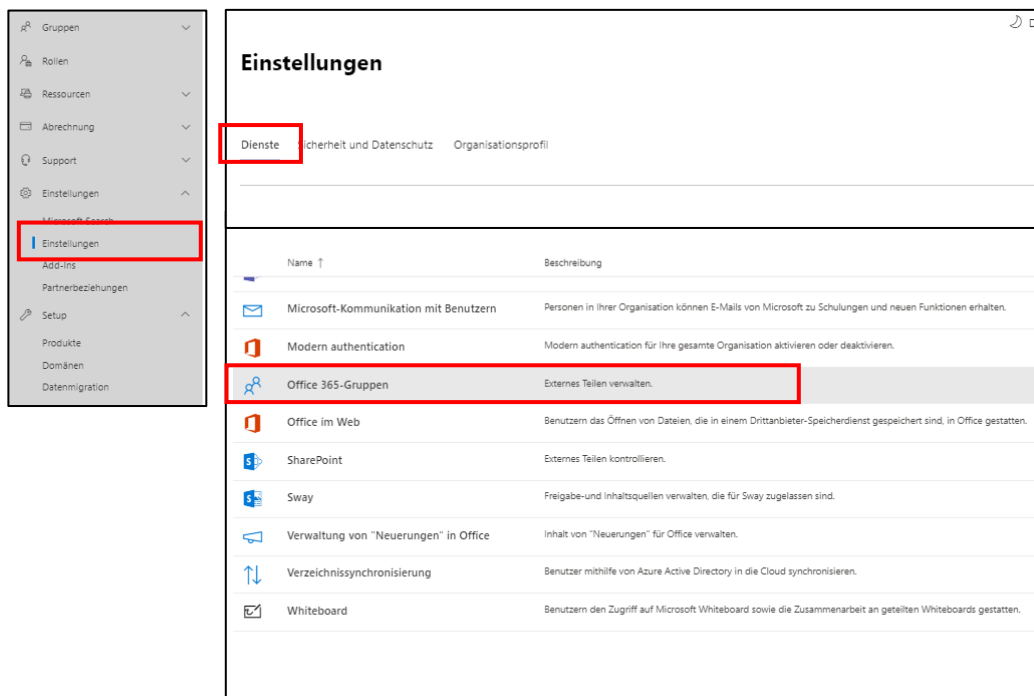 Gruppen
Rollen
Ressourcen
Abrechnung
Support
Einstellungen
Microsoft Search
Einstellungen
Add-Ins
Partnerbeziehungen
Setup
Produkte
Domänen
Datenmigration
Einstellungen
Dienste Sicherheit und Datenschutz Organisationsprofil
Name ↑ Beschreibung
Microsoft-Kommunikation mit Benutzern Personen in Ihrer Organisation können E-Mails von Microsoft zu Schulungen und neuen Funktionen erhalten.
Modern authentication Modern authentication für Ihre gesamte Organisation aktivieren oder deaktivieren.
Office 365-Gruppen Externes Teilen verwalten.
Office im Web Benutzern das Öffnen von Dateien, die in einem Drittanbieter-Speicherdienst gespeichert sind, in Office gestatten.
SharePoint Externes Teilen kontrollieren.
Sway Freigabe-und Inhaltsquellen verwalten, die für Sway zugelassen sind.
Verwaltung von "Neuerungen" in Office Inhalt von "Neuerungen" für Office verwalten.
Verzeichnissynchronisierung Benutzer mithilfe von Azure Active Directory in die Cloud synchronisieren.
Whiteboard Benutzern den Zugriff auf Microsoft Whiteboard sowie die Zusammenarbeit an geteilten Whiteboards gestatten.